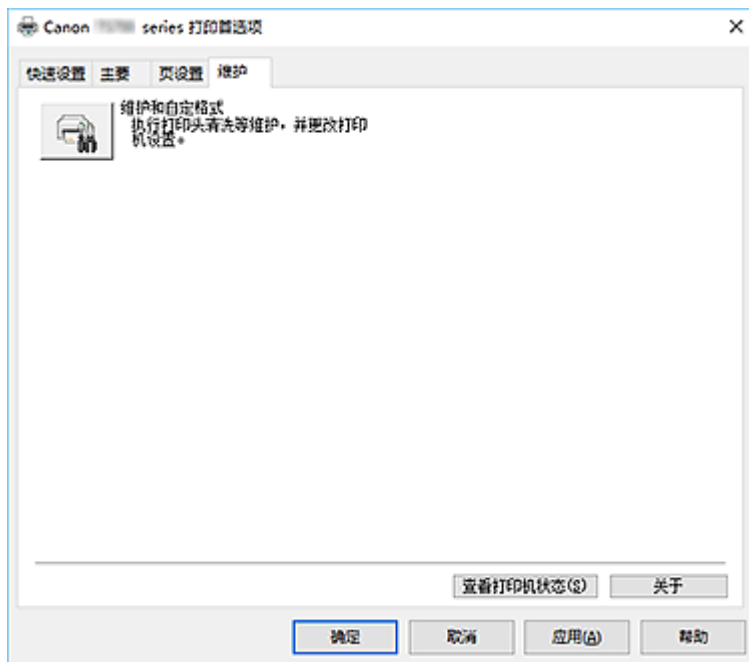 Canon series 打印首选项
快速设置 主要 页设置 维护
维护和自定格式
执行打印头清洗等维护，并更改打印
机设置。
查看打印机状态(S) 关于
确定 取消 应用(A) 帮助